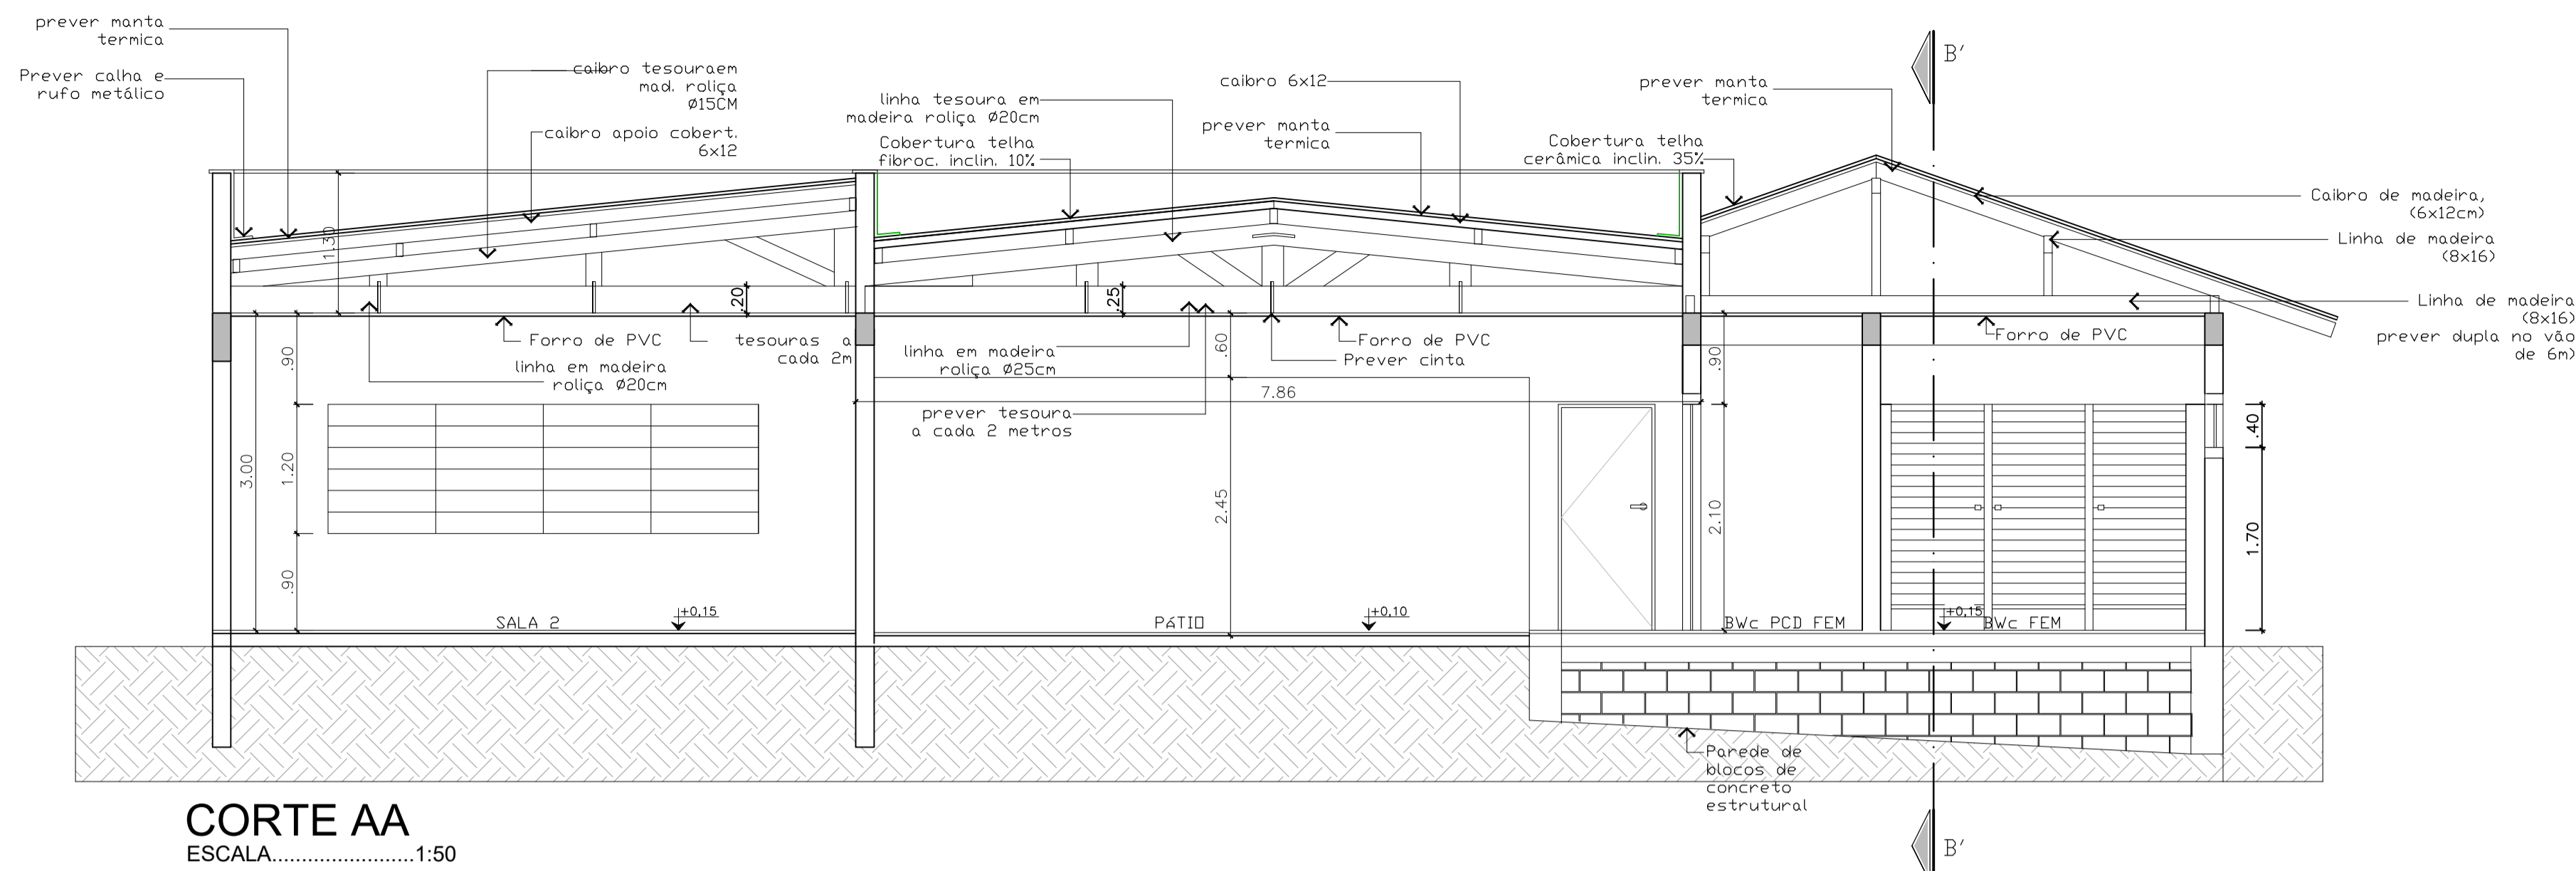 prever manta
termica
Prever calha e
rufo metálico
caibro tesouraem
mad. roliça
Ø15CM
caibro apoio cobert.
6x12
linha tesoura em
madeira roliça Ø20cm
Cobertura telha
fibroc. inclin. 10%
caibro 6x12
prever manta
termica
Cobertura telha
cerâmica inclin. 35%
prever manta
termica
B'
Caibro de madeira,
(6x12cm)
Linha de madeira
(8x16)
Linha de madeira
(8x16)
prever dupla no vão
de 6m)
1.30
.20
.25
Forro de PVC
tesouras a
cada 2m
linha em madeira
roliça Ø20cm
linha em madeira
roliça Ø25cm
Forro de PVC
Prever cinta
prever tesoura
a cada 2 metros
Forro de PVC
.90
3.00
1.20
.90
.60
7.86
2.45
.90
2.10
.40
1.70
SALA 2
+0,15
PáTIO
+0,10
BWc PCD FEM
+0,15
BWc FEM
Parede de
blocos de
concreto
estrutural
CORTE AA
ESCALA........................1:50
B'